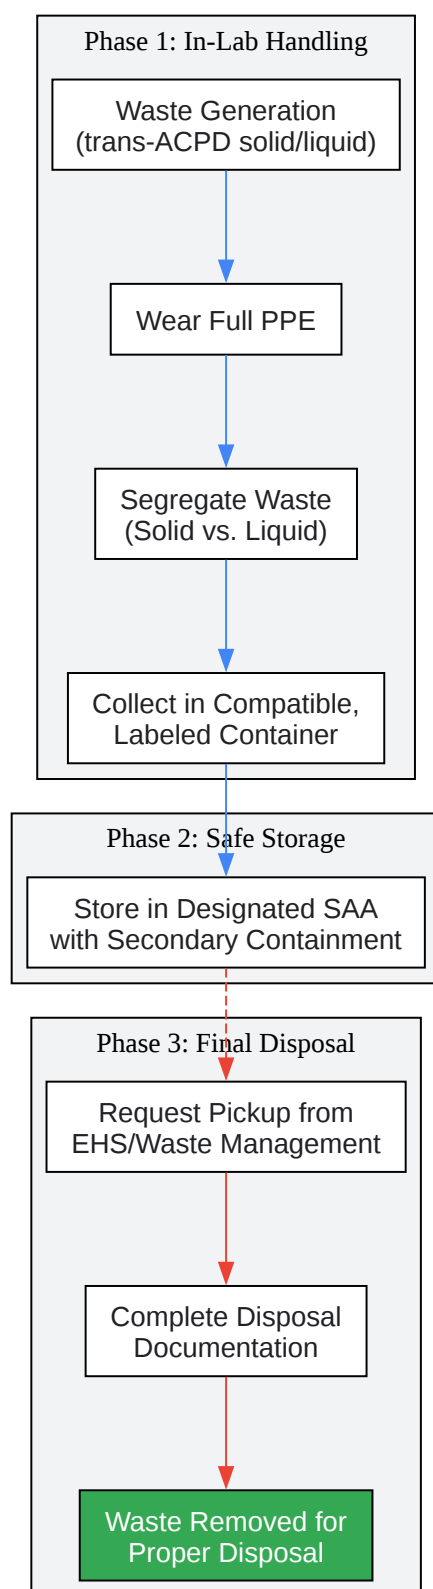 Phase 1: In-Lab Handling
Waste Generation
(trans-ACPD solid/liquid)
Wear Full PPE
Segregate Waste
(Solid vs. Liquid)
Collect in Compatible,
Labeled Container
Phase 2: Safe Storage
Store in Designated SAA
with Secondary Containment
Phase 3: Final Disposal
Request Pickup from
EHS/Waste Management
Complete Disposal
Documentation
Waste Removed for
Proper Disposal